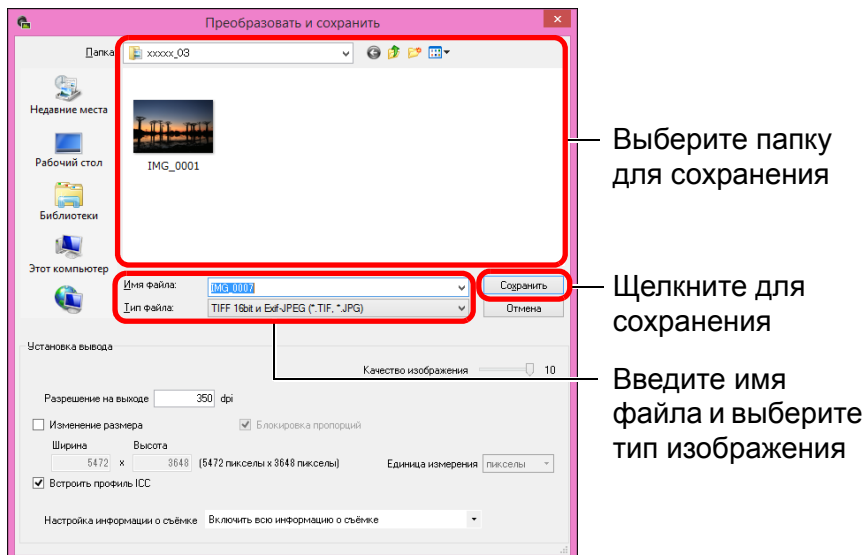 Преобразовать и сохранить
Папка
xxxxx_03
Недавние места
Рабочий стол
Библиотеки
Этот компьютер
IMG_0001
Имя файла:
IMG_0007
Сохранить
Тип файла:
TIFF 16bit и Exif-JPEG (*.TIF, *.JPG)
Отмена
Установка вывода
Качество изображения
10
Разрешение на выходе
350 dpi
Изменение размера
Блокировка пропорций
Ширина
Высота
5472 x 3648 (5472 пикселы x 3648 пикселы)
Единица измерения пикселы
Встроить профиль ICC
Настройка информации о съёмке Включить всю информацию о съёмке
Выберите папку
для сохранения
Щелкните для
сохранения
Введите имя
файла и выберите
тип изображения